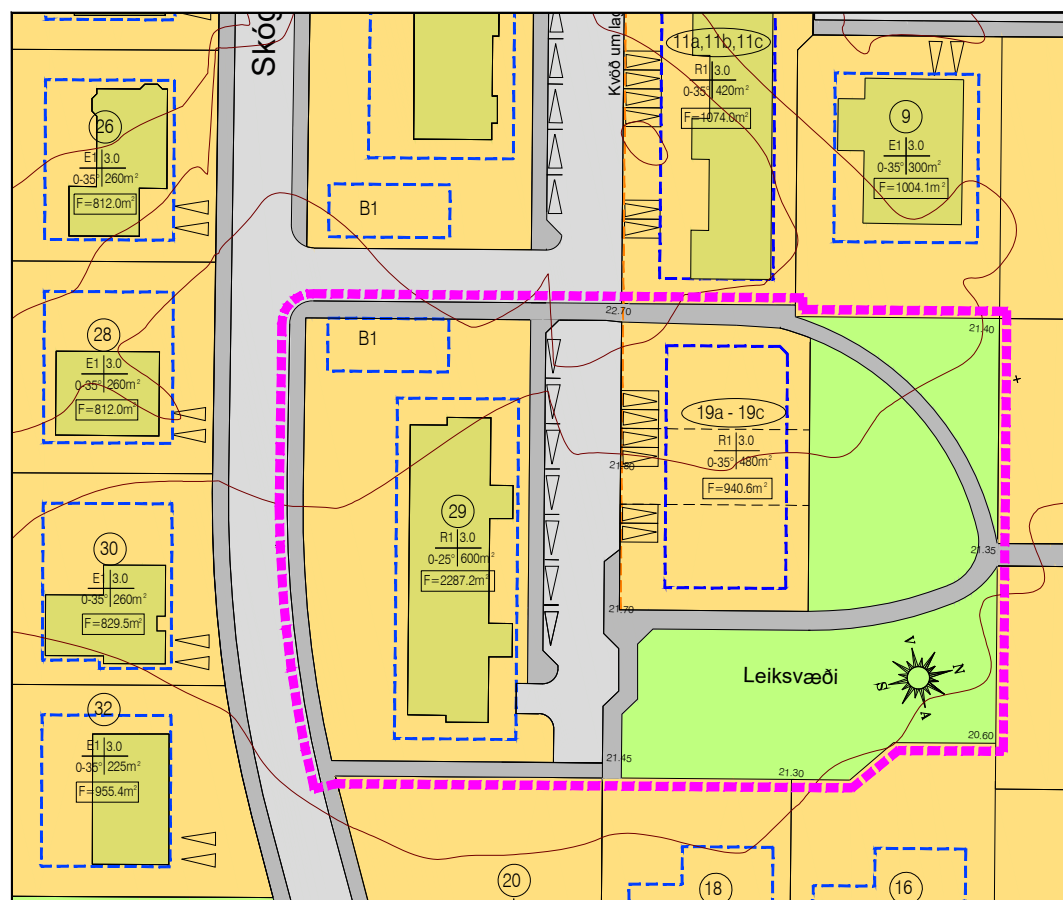 Skóg
Kvöð um lag
11a,11b,11c
R1 3.0
0-35° 420m²
F=1074.0m²
26
E1 3.0
0-35° 260m²
F=812.0m²
9
E1 3.0
0-35° 300m²
F=1004.1m²
B1
22.70
21.40
28
E1 3.0
0-35° 260m²
F=812.0m²
B1
19a - 19c
R1 3.0
0-35° 480m²
F=940.6m²
21.80
29
R1 3.0
0-25° 600m²
F=2287.2m²
30
E1 3.0
0-35° 260m²
F=829.5m²
21.35
21.70
Leiksvæði
V
N
S
A
32
E1 3.0
0-35° 225m²
F=955.4m²
20.60
21.45
21.30
20
18
16